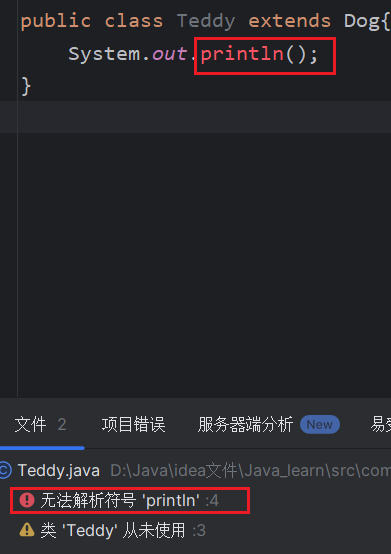 public class Teddy extends Dog{
System.out.println();
}
文件 2 项目错误 服务器端分析 New 易受
Teddy.java D:\Java\idea文件\Java_learn\src\com
无法解析符号 'println' :4
类 'Teddy' 从未使用 :3